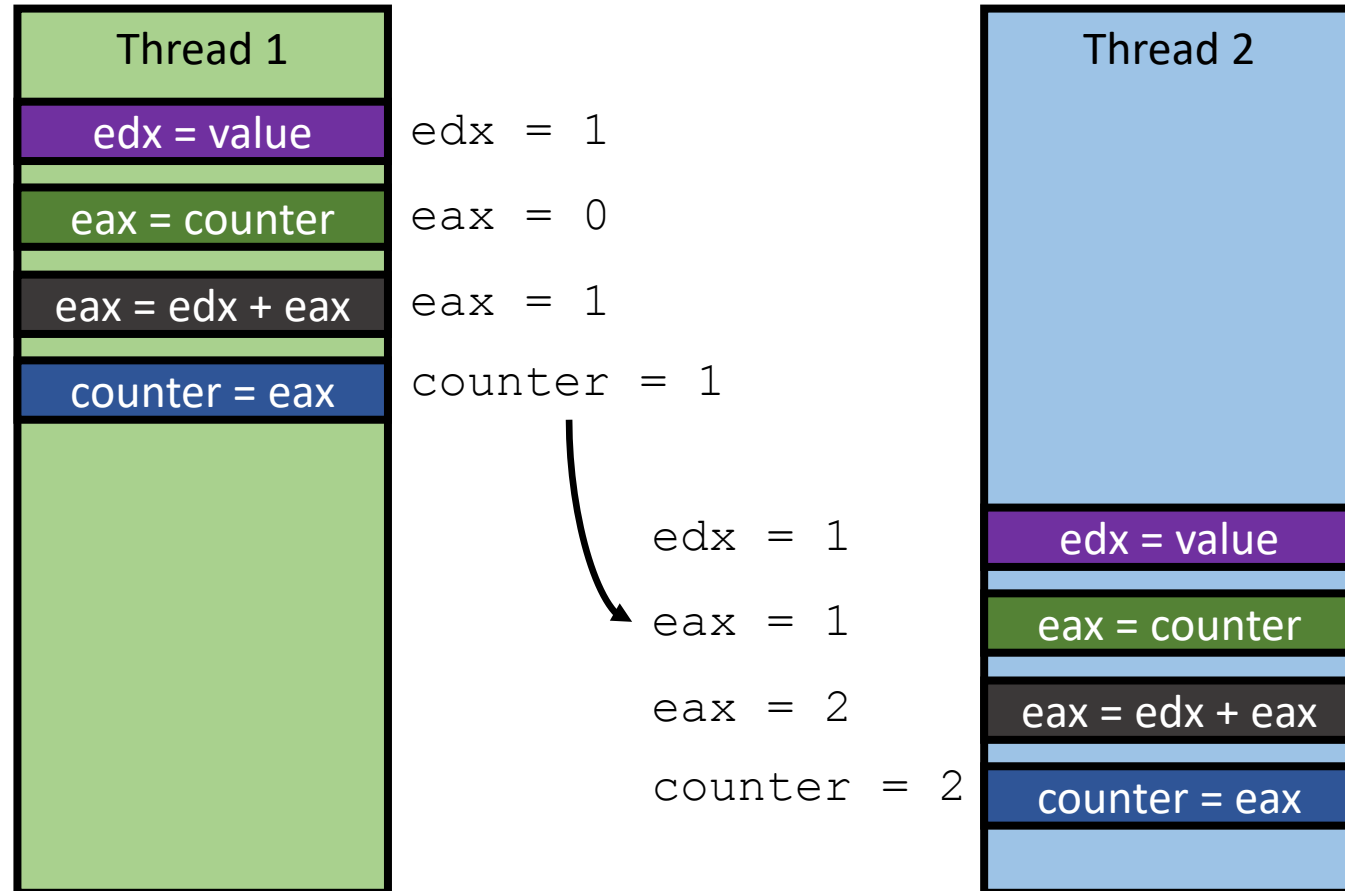 Thread 1
edx = value
edx = 1
eax = counter
eax = 0
eax = edx + eax
eax = 1
counter = eax
counter = 1
Thread 2
edx = 1
edx = value
eax = 1
eax = counter
eax = 2
eax = edx + eax
counter = 2
counter = eax